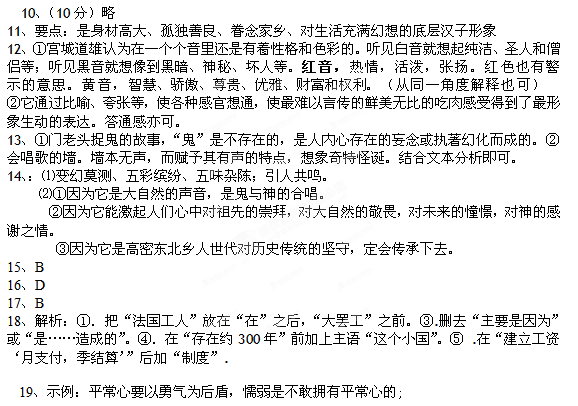 10、（10分）略
11、要点：是身材高大、孤独善良、眷念家乡、对生活充满幻想的底层汉子形象
12、①宫城道雄认为在一个个音里还是有着性格和色彩的。听见白音就想起纯洁、圣人和僧
侣等；听见黑音就想像到黑暗、神秘、坏人等。红音，热情，活泼，张扬。红色也有警
示的意思。黄音，智慧、骄傲、尊贵、优雅、财富和权利。（从同一角度解释也可）
②它通过比喻、夸张等，使各种感官想通，使最难以言传的鲜美无比的吃肉感受得到了最形
象生动的表达。答通感亦可。
13、①门老头捉鬼的故事，“鬼”是不存在的，是人内心存在的妄念或执著幻化而成的。②
会唱歌的墙。墙本无声，而赋予其有声的特点，想象奇特怪诞。结合文本分析即可。
14.：⑴变幻莫测、五彩缤纷、五味杂陈；引人共鸣。
⑵①因为它是大自然的声音，是鬼与神的合唱。
②因为它能激起人们心中对祖先的崇拜，对大自然的敬畏，对未来的憧憬，对神的感
谢之情。
③因为它是高密东北乡人世代对历史传统的坚守，定会传承下去。
15、B
16、D
17、B
18、解析：①．把“法国工人”放在“在”之后，“大罢工”之前。③.删去“主要是因为”
或“是……造成的”。④．在“存在约 300 年”前加上主语“这个小国”。⑤ .在“建立工资
‘月支付，季结算’”后加“制度”.
19、示例：平常心要以勇气为后盾，懦弱是不敢拥有平常心的;